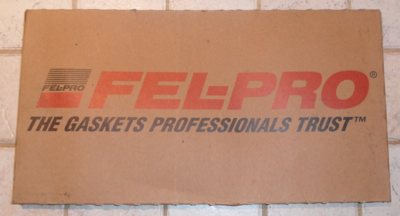 FEL-PRO
FEL-PRO®
THE GASKETS PROFESSIONALS TRUST™